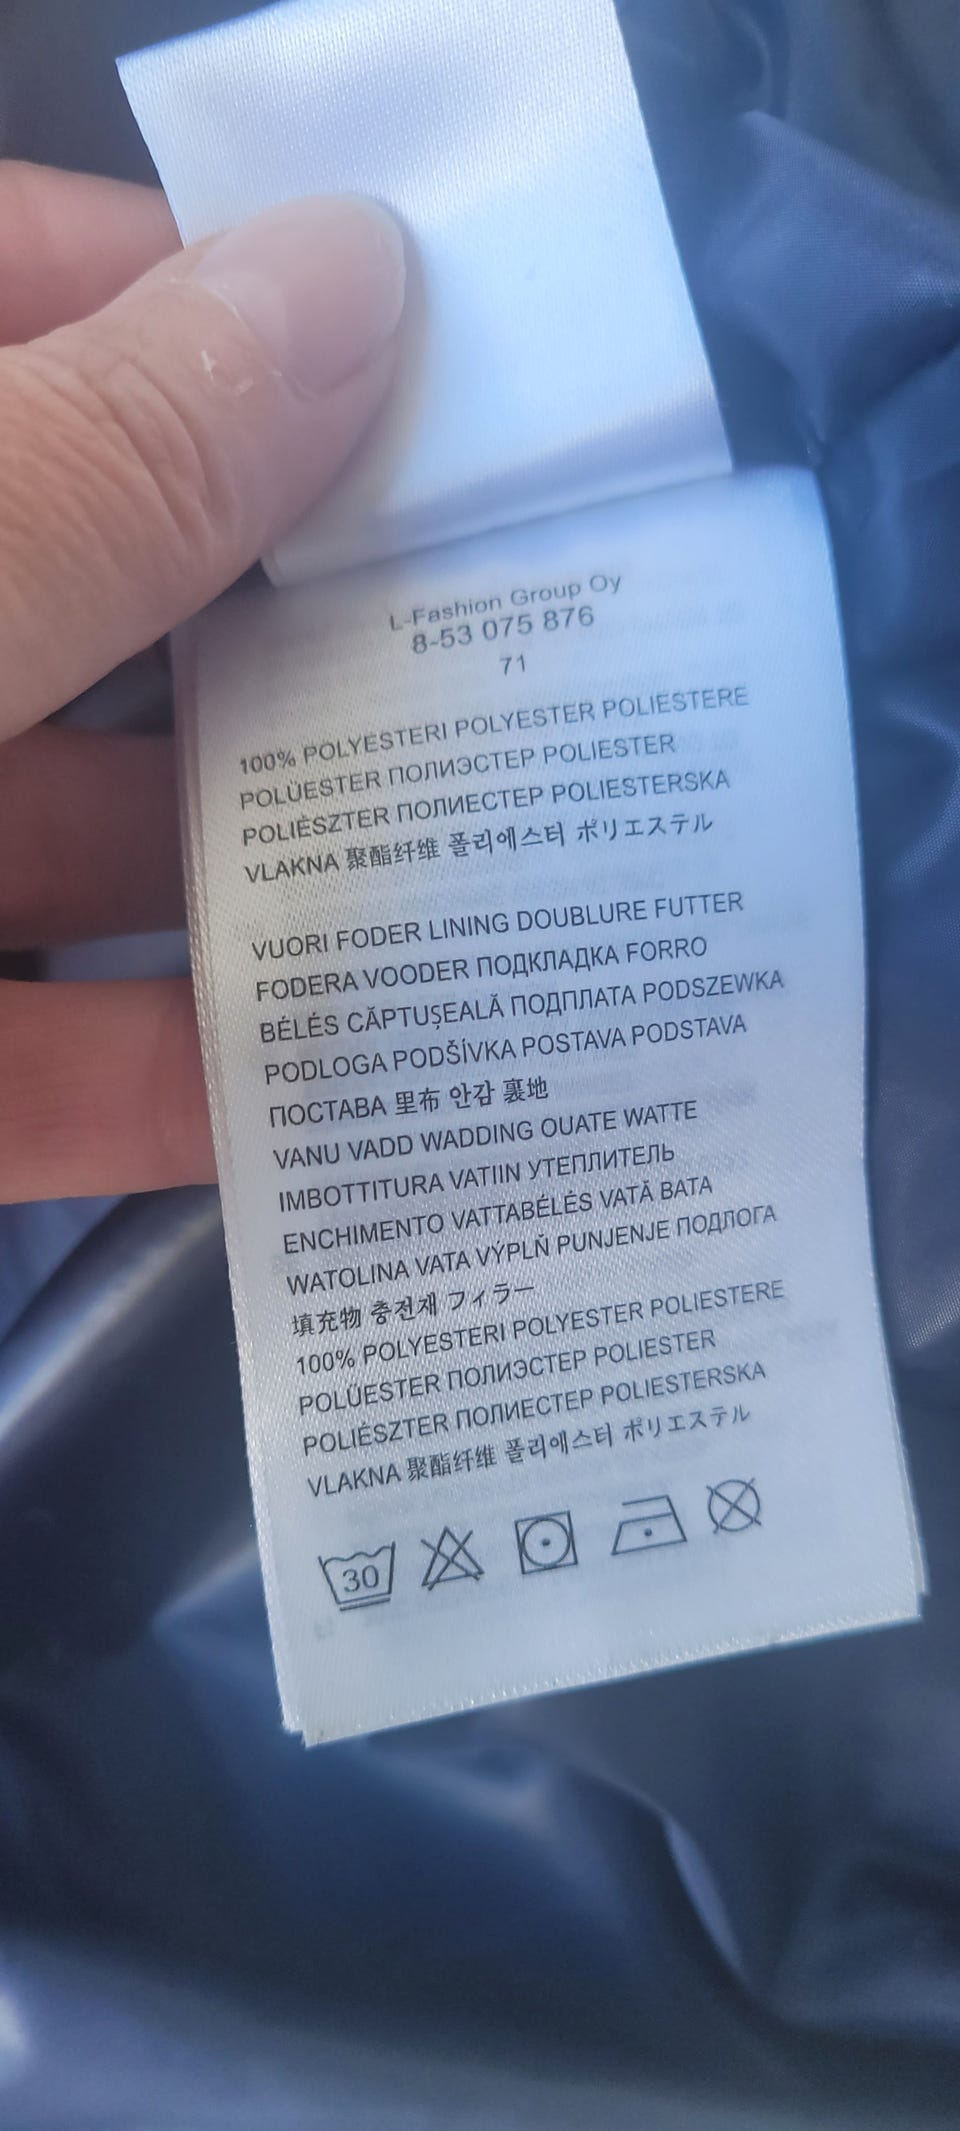 L-Fashion Group Oy
8-53 075 876
71
100% POLYESTERI POLYESTER POLIESTERE
POLÜESTER ПОЛИЭСТЕР POLIESTER
POLIÉSZTER ПОЛИЕСТЕР POLIESTERSKA
VLAKNA 聚酯纤维 폴리에스터 ポリエステル
VUORI FODER LINING DOUBLURE FUTTER
FODERA VOODER ПОДКЛАДКА FORRO
BÉLÉS CĂPTUȘEALĂ ПОДПЛАТА PODSZEWKA
PODLOGA PODŠÍVKA POSTAVA PODSTAVA
ПОСТАВА 里布 안감 裏地
VANU VADD WADDING OUATE WATTE
IMBOTTITURA VATIIN УТЕПЛИТЕЛЬ
ENCHIMENTO VATTABÉLÉS VATĂ ВАТА
WATOLINA VATA VÝPLŇ PUNJENJE ПОДЛОГА
填充物 충전재 フィラー
100% POLYESTERI POLYESTER POLIESTERE
POLÜESTER ПОЛИЭСТЕР POLIESTER
POLIÉSZTER ПОЛИЕСТЕР POLIESTERSKA
VLAKNA 聚酯纤维 폴리에스터 ポリエステル
30